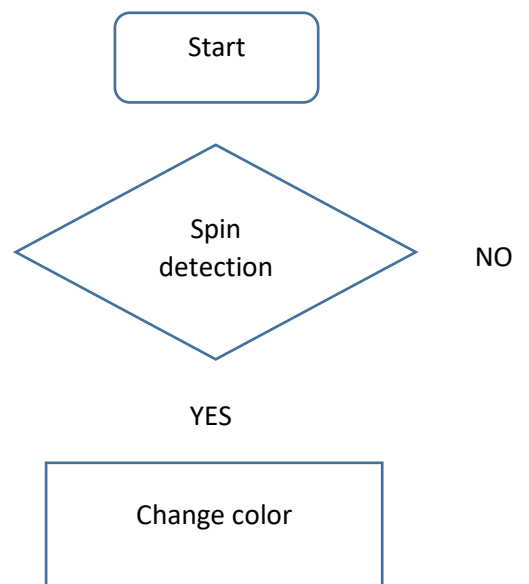 Start
Spin
detection
NO
YES
Change color